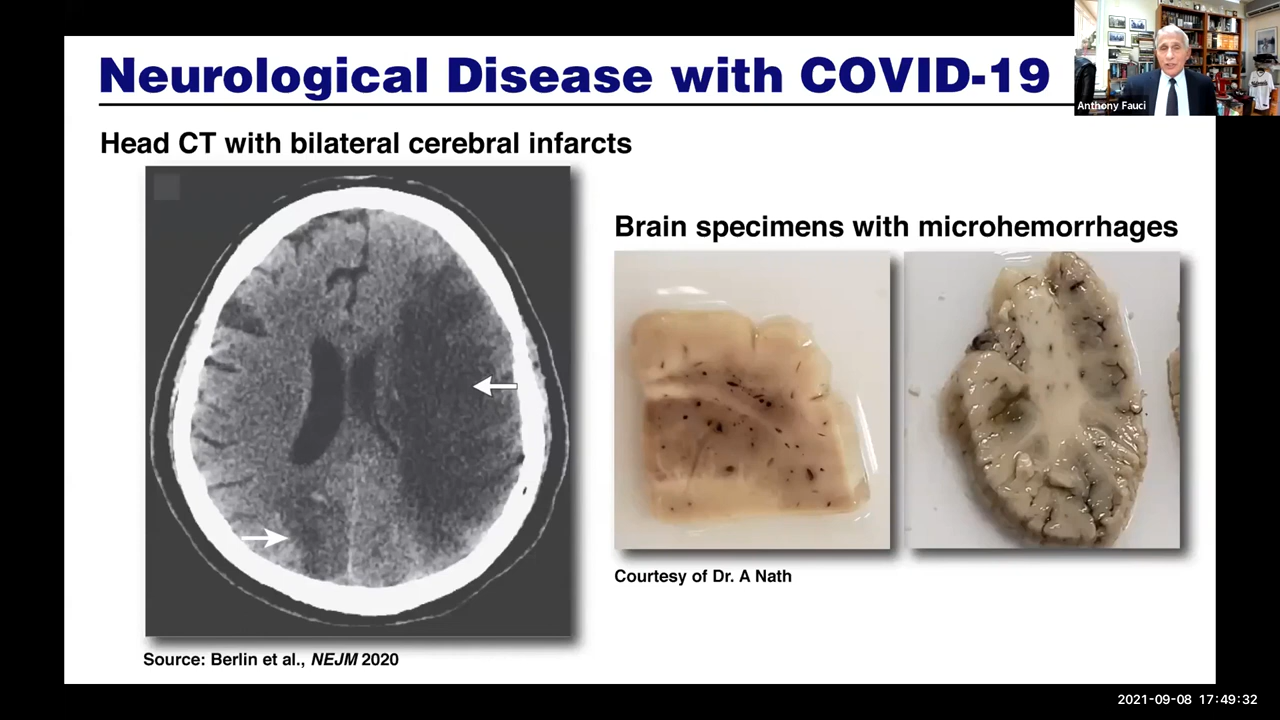 Neurological Disease with COVID-19
Anthony Fauci
Head CT with bilateral cerebral infarcts
Brain specimens with microhemorrhages
Courtesy of Dr. A Nath
Source: Berlin et al., NEJM 2020
2021-09-08 17:49:32